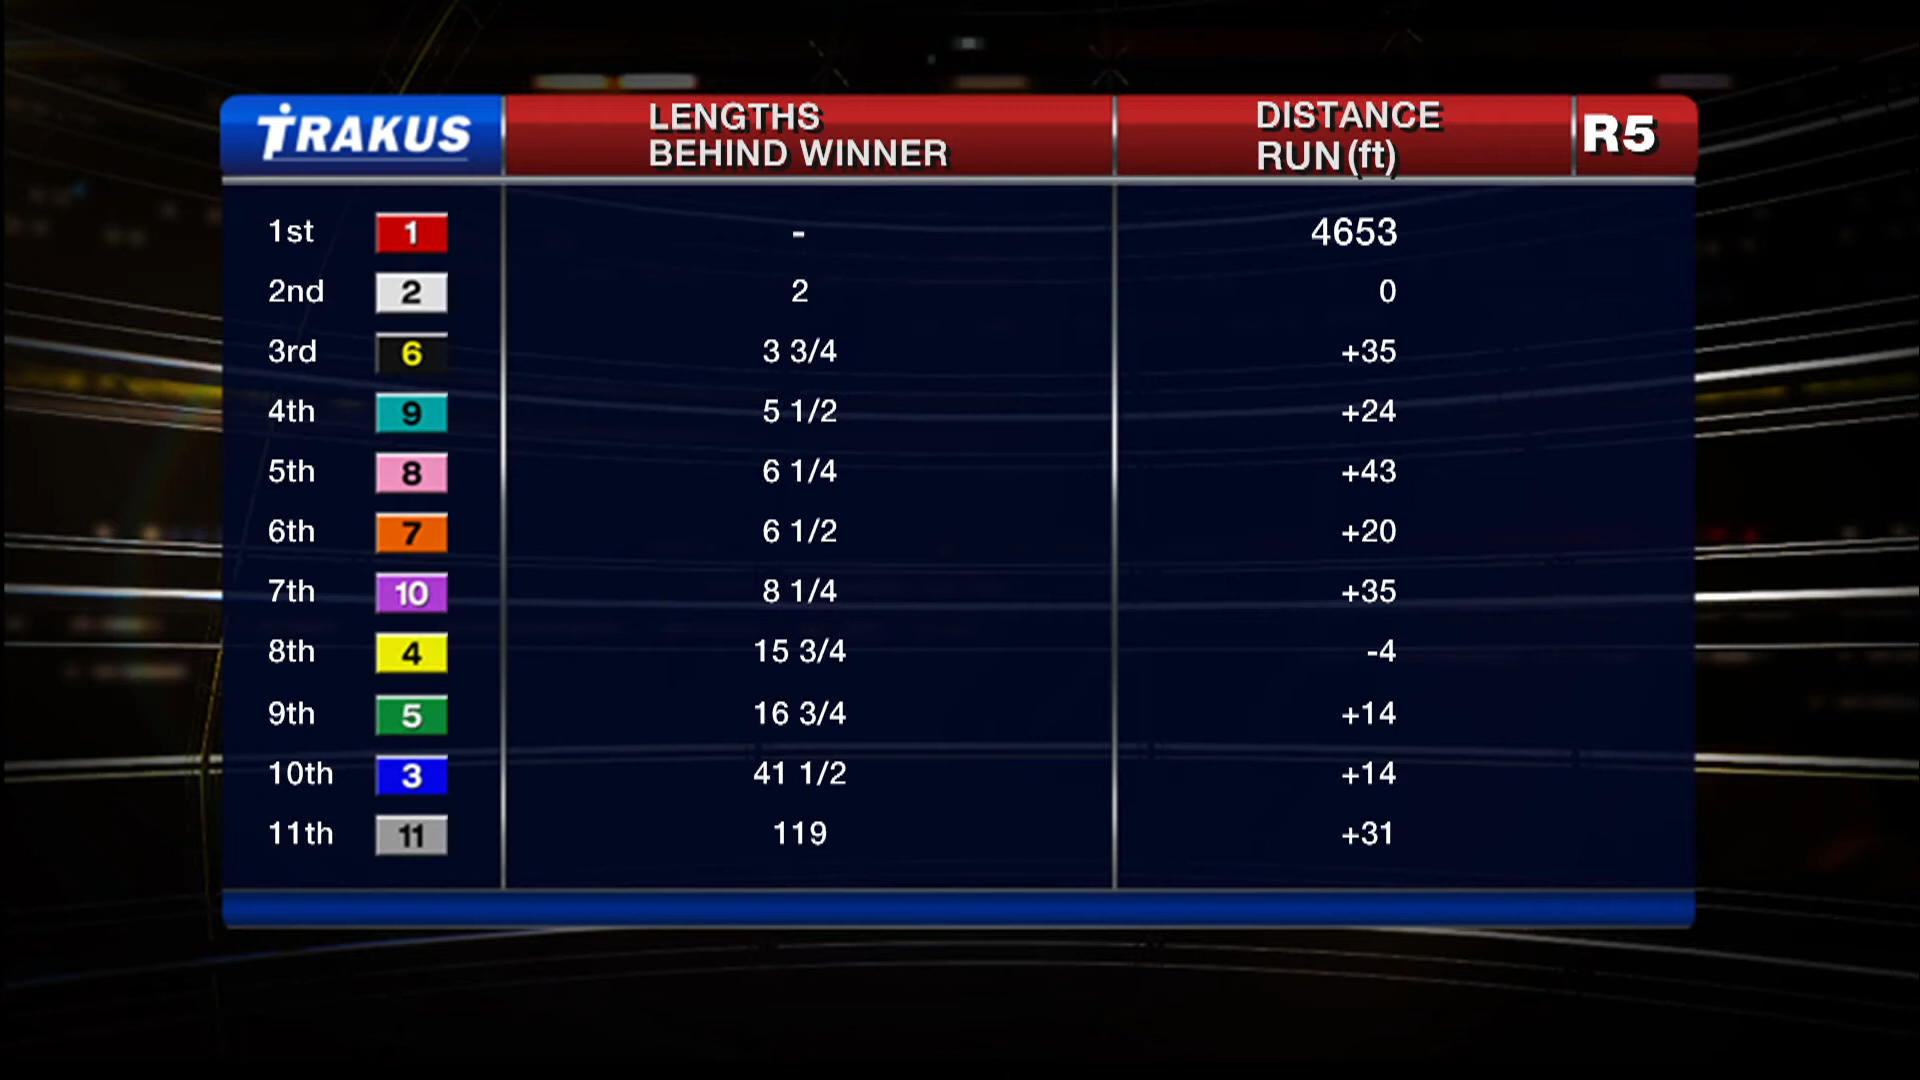 TRAKUS
LENGTHS
BEHIND WINNER
DISTANCE
RUN (ft)
R5
1st 1 - 4653
2nd 2 2 0
3rd 6 3 3/4 +35
4th 9 5 1/2 +24
5th 8 6 1/4 +43
6th 7 6 1/2 +20
7th 10 8 1/4 +35
8th 4 15 3/4 -4
9th 5 16 3/4 +14
10th 3 41 1/2 +14
11th 11 119 +31